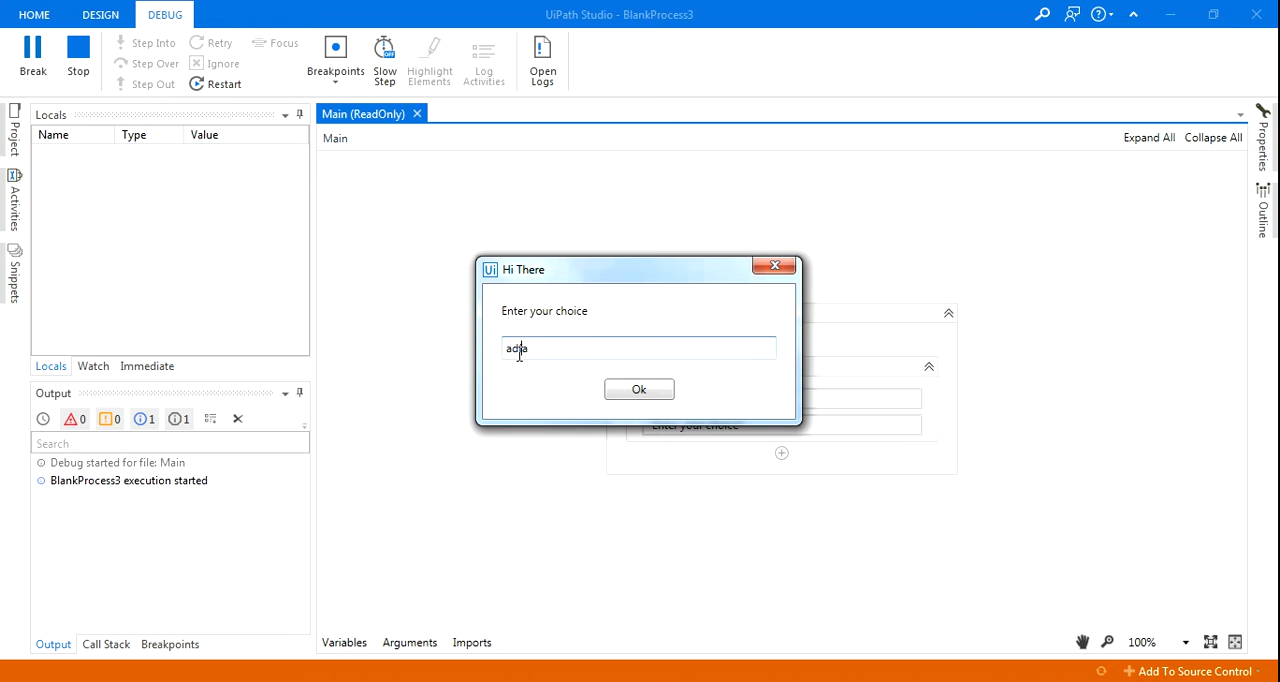 HOME DESIGN DEBUG UiPath Studio - BlankProcess3
Break Stop Step Into Step Over Step Out Retry Ignore Restart Focus Breakpoints Slow Step Highlight Elements Log Activities Open Logs
Project
Activities
Snippets
Locals
Name Type Value
Locals Watch Immediate
Output
0 0 1 1
Search
Debug started for file: Main
BlankProcess3 execution started
Output Call Stack Breakpoints
Main (ReadOnly)
Main Expand All Collapse All
Ui Hi There
Enter your choice
Ok
Enter your choice
Variables Arguments Imports 100%
Properties
Outline
Add To Source Control